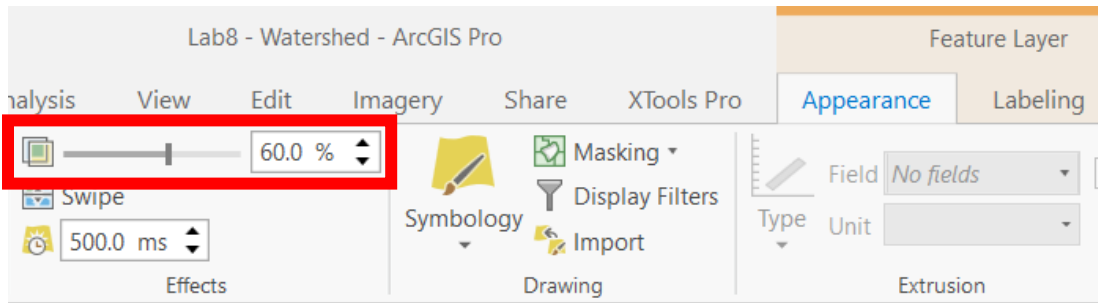 Lab8 - Watershed - ArcGIS Pro
Feature Layer
nalysis View Edit Imagery Share XTools Pro Appearance Labeling
60.0 %
Swipe
500.0 ms
Effects
Symbology
Masking
Display Filters
Import
Drawing
Type
Field No fields
Unit
Extrusion